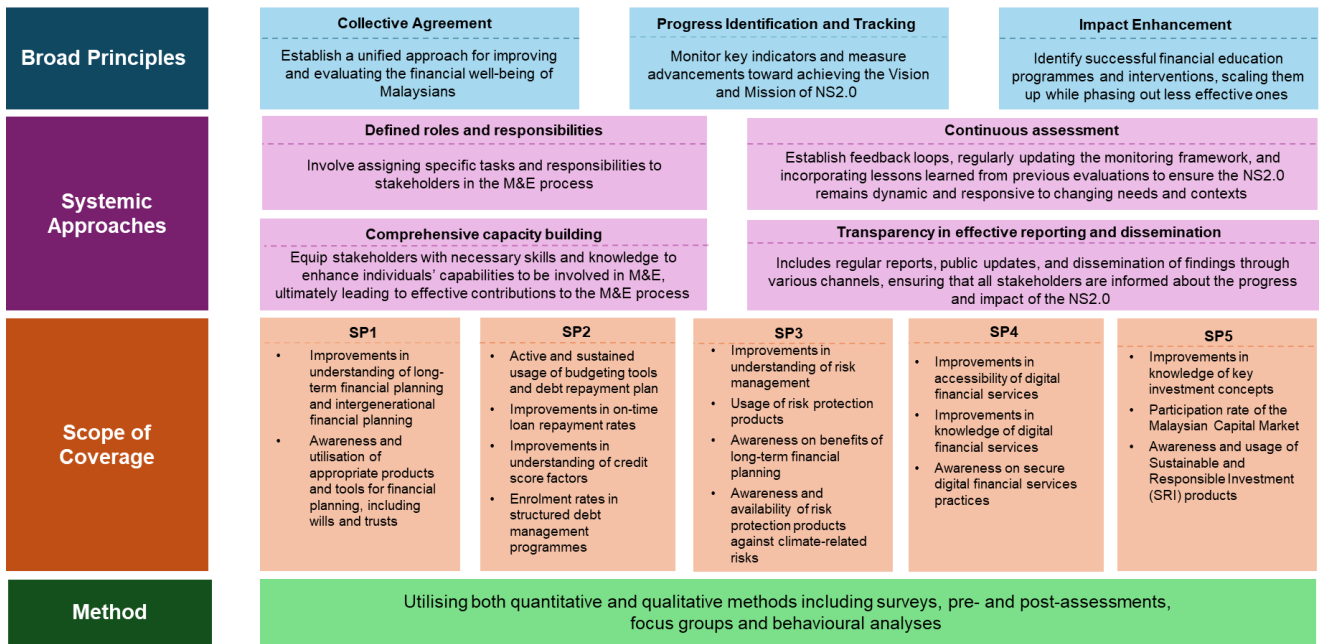 Broad Principles
Collective Agreement
Establish a unified approach for improving
and evaluating the financial well-being of
Malaysians
Progress Identification and Tracking
Monitor key indicators and measure
advancements toward achieving the Vision
and Mission of NS2.0
Impact Enhancement
Identify successful financial education
programmes and interventions, scaling them
up while phasing out less effective ones
Systemic
Approaches
Defined roles and responsibilities
Involve assigning specific tasks and responsibilities to
stakeholders in the M&E process
Continuous assessment
Establish feedback loops, regularly updating the monitoring framework, and
incorporating lessons learned from previous evaluations to ensure the NS2.0
remains dynamic and responsive to changing needs and contexts
Comprehensive capacity building
Equip stakeholders with necessary skills and knowledge to
enhance individuals’ capabilities to be involved in M&E,
ultimately leading to effective contributions to the M&E process
Transparency in effective reporting and dissemination
Includes regular reports, public updates, and dissemination of findings through
various channels, ensuring that all stakeholders are informed about the progress
and impact of the NS2.0
Scope of
Coverage
SP1
• Improvements in
understanding of long-
term financial planning
and intergenerational
financial planning
• Awareness and
utilisation of
appropriate products
and tools for financial
planning, including
wills and trusts
SP2
• Active and sustained
usage of budgeting tools
and debt repayment plan
• Improvements in on-time
loan repayment rates
• Improvements in
understanding of credit
score factors
• Enrolment rates in
structured debt
management
programmes
SP3
• Improvements in
understanding of risk
management
• Usage of risk protection
products
• Awareness on benefits of
long-term financial
planning
• Awareness and
availability of risk
protection products
against climate-related
risks
SP4
• Improvements in
accessibility of digital
financial services
• Improvements in
knowledge of digital
financial services
• Awareness on secure
digital financial services
practices
SP5
• Improvements in
knowledge of key
investment concepts
• Participation rate of the
Malaysian Capital Market
• Awareness and usage of
Sustainable and
Responsible Investment
(SRI) products
Method
Utilising both quantitative and qualitative methods including surveys, pre- and post-assessments,
focus groups and behavioural analyses